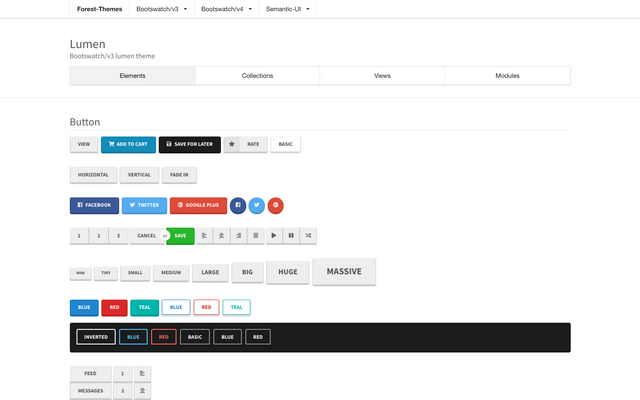 Forest-Themes Bootswatch/v3 Bootswatch/v4 Semantic-UI
Lumen
Bootswatch/v3 lumen theme
Elements Collections Views Modules
Button
VIEW ADD TO CART SAVE FOR LATER RATE BASIC
HORIZONTAL VERTICAL FADE IN
FACEBOOK TWITTER GOOGLE PLUS
1 2 3 CANCEL or SAVE
MINI TINY SMALL MEDIUM LARGE BIG HUGE MASSIVE
BLUE RED TEAL BLUE RED TEAL
INVERTED BLUE RED BASIC BLUE RED
FEED 1
MESSAGES 2